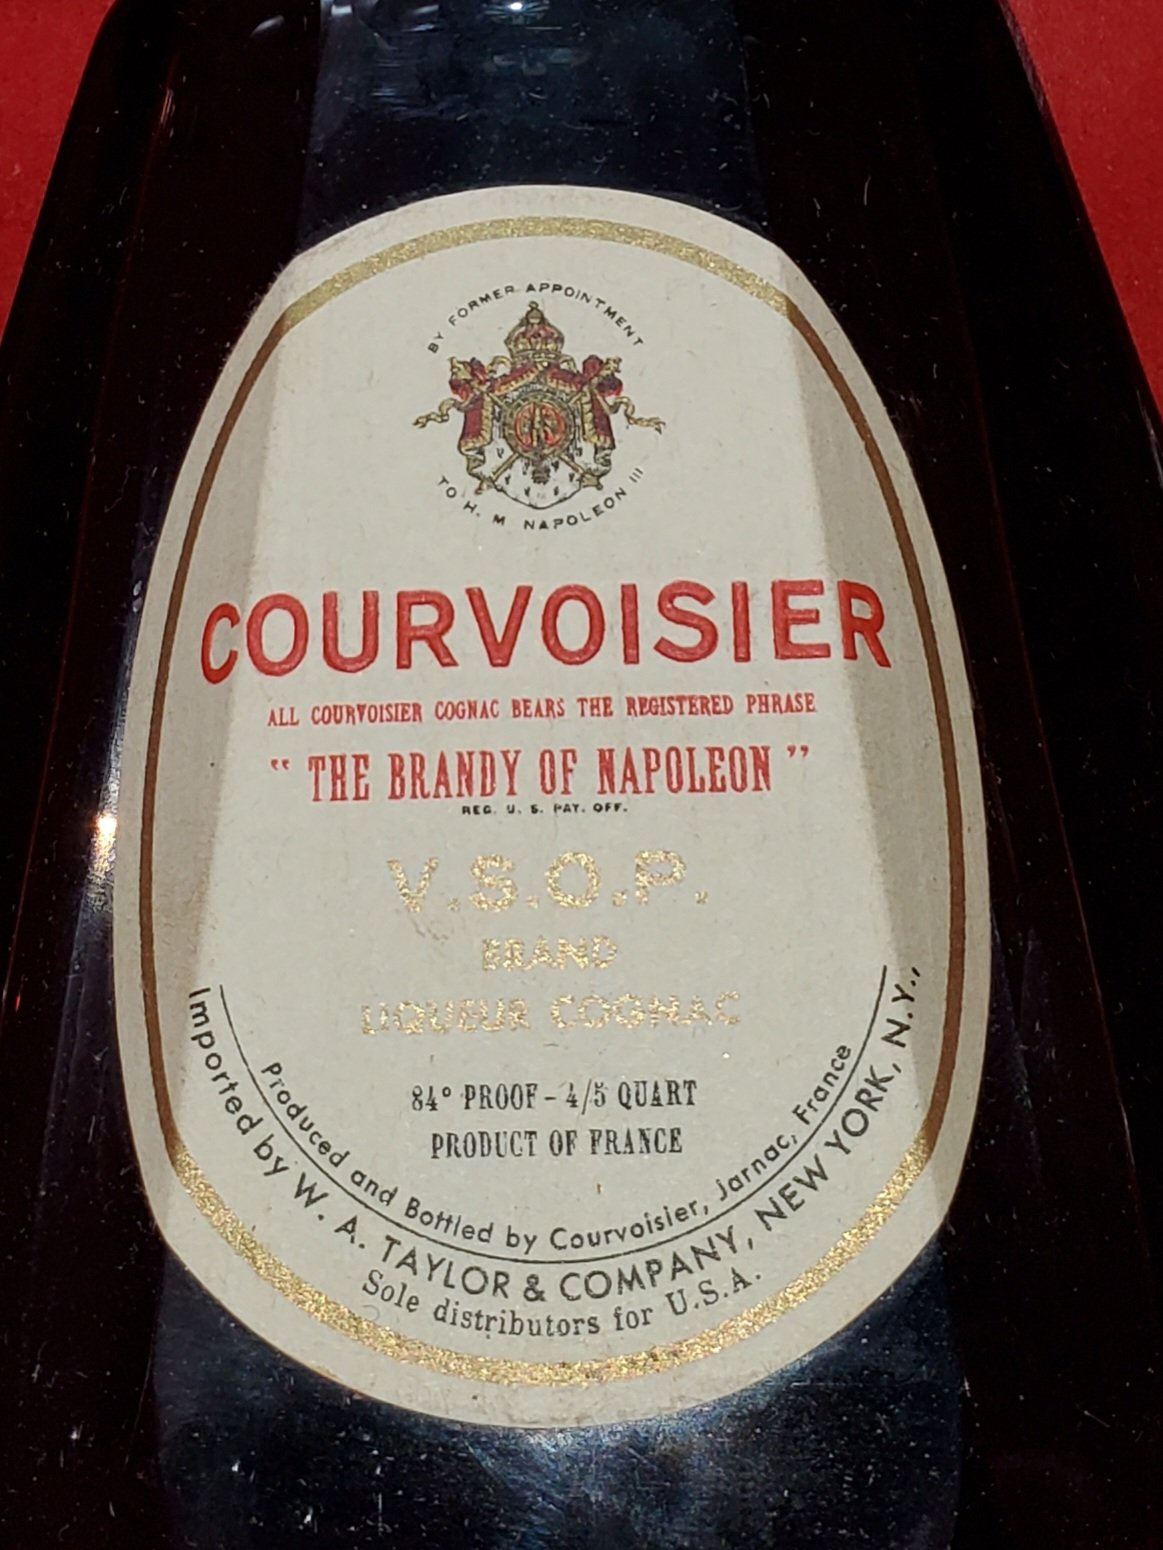 BY FORMER APPOINTMENT
TO H. M NAPOLEON III
COURVOISIER
ALL COURVOISIER COGNAC BEARS THE REGISTERED PHRASE
“ THE BRANDY OF NAPOLEON ”
REG. U. S. PAT. OFF.
V.S.O.P.
BRAND
LIQUEUR COGNAC
84° PROOF - 4/5 QUART
PRODUCT OF FRANCE
Produced and Bottled by Courvoisier, Jarnac, France
Imported by W. A. TAYLOR & COMPANY, NEW YORK, N.Y.,
Sole distributors for U.S.A.